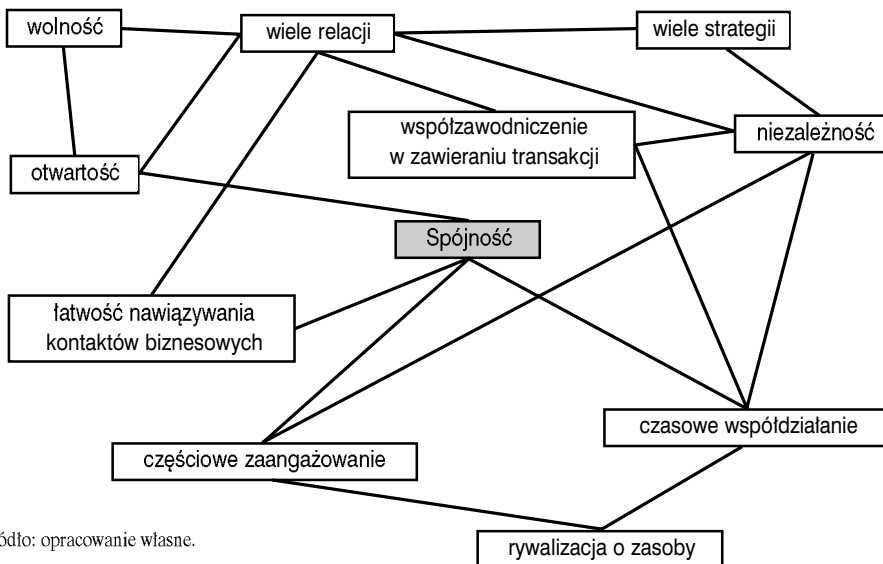 wolność
wiele relacji
wiele strategii
współzawodniczenie
w zawieraniu transakcji
niezależność
otwartość
Spójność
łatwość nawiązywania
kontaktów biznesowych
czasowe współdziałanie
częściowe zaangażowanie
ódło: opracowanie własne.
rywalizacja o zasoby